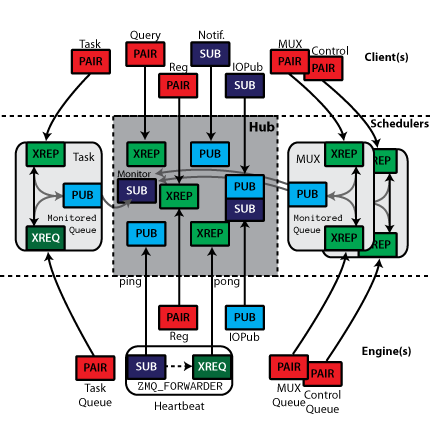 Task
Query
Reg
Notif.
IOPub
MUX
Control
PAIR
PAIR
PAIR
SUB
SUB
PAIR
PAIR
Client(s)
Schedulers
Hub
XREP
Task
PUB
Monitored
Queue
XREQ
XREP
PUB
Monitor
SUB
XREP
PUB
SUB
PUB
XREP
MUX
XREP
REP
PUB
Monitored
Queue
XREP
REP
ping
pong
PAIR
Reg
PUB
IOPub
Engine(s)
PAIR
Task
Queue
SUB
XREQ
ZMQ_FORWARDER
Heartbeat
PAIR
PAIR
MUX
Queue
Control
Queue